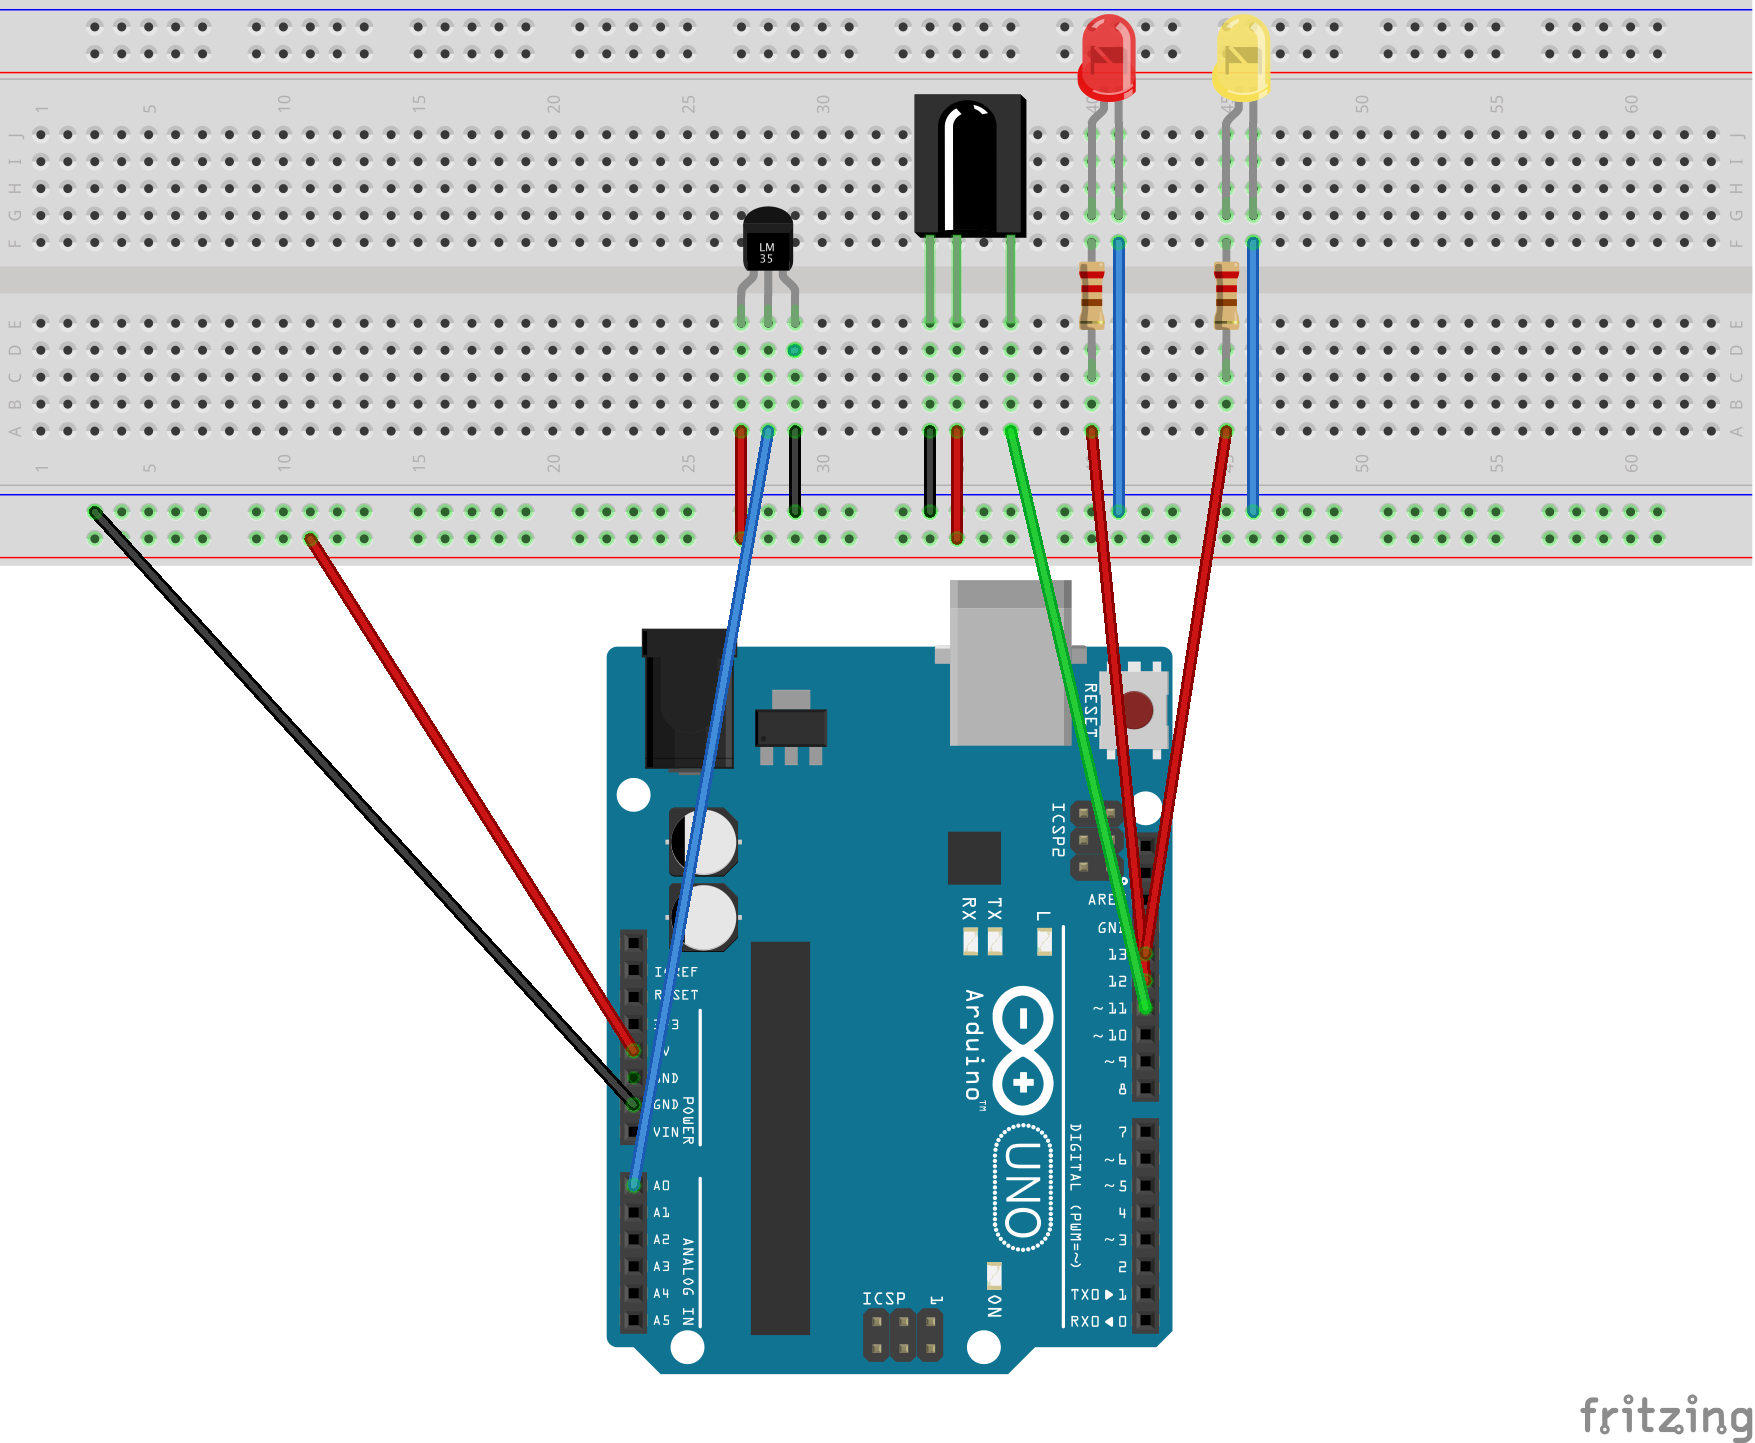 1 5 10 15 20 25 30 40 45 50 55 60
J J
I I
H H
G G
F F
LM
35
E E
D D
C C
B B
A A
1 5 10 15 20 25 30 45 50 55 60
RESET
ICSP2
AREF
GND
RX TX L
13
12
~11
~10
~9
8
IOREF
RESET
3V3
5V
GND
GND
VIN
POWER
Arduino™
UNO
A0
A1
A2
A3
A4
A5
ANALOG IN
DIGITAL (PWM=~)
7
~6
~5
4
~3
2
TX0▶1
RX0◀0
ICSP 1
ON
fritzing